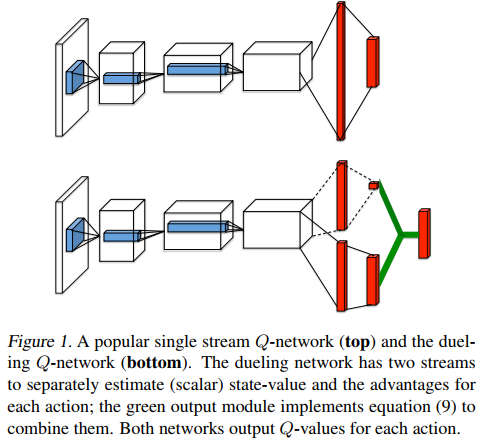 Figure 1. A popular single stream Q-network (top) and the duel-
ing Q-network (bottom). The dueling network has two streams
to separately estimate (scalar) state-value and the advantages for
each action; the green output module implements equation (9) to
combine them. Both networks output Q-values for each action.